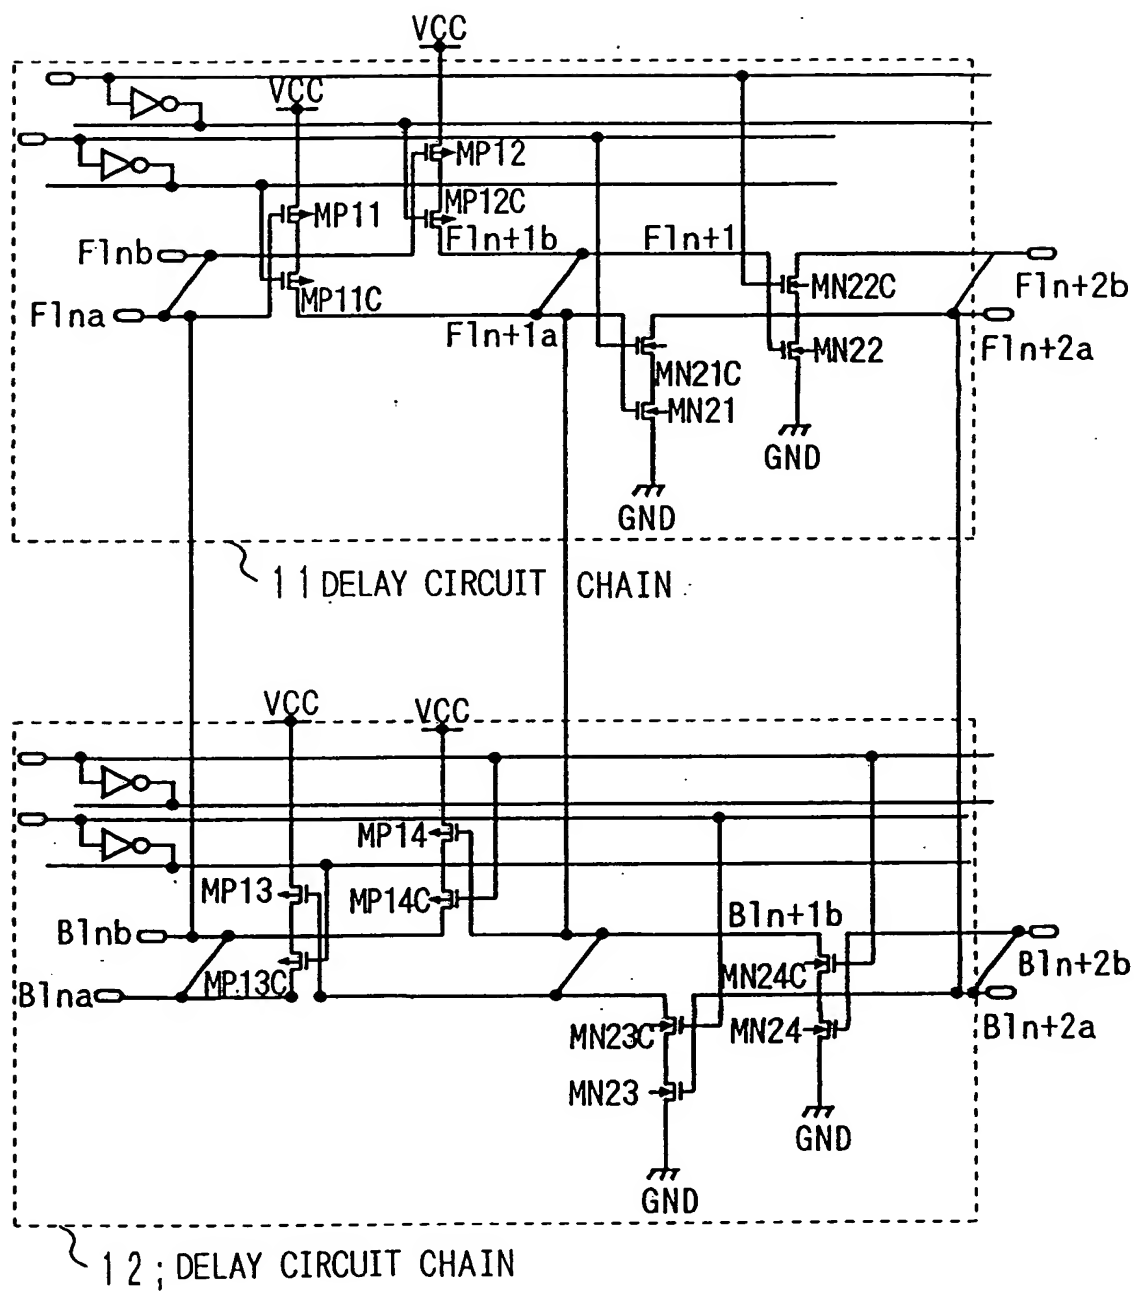 VCC
VCC
MP12
MP12C
MP11
Fln+1b
Fln+1
Flnb
MP11C
MN22C
Fln+2b
Flna
Fln+1a
MN21C
MN22
Fln+2a
MN21
GND
GND
11 DELAY CIRCUIT CHAIN
VCC
VCC
MP14
MP13
MP14C
Bln+1b
Blnb
MP13C
MN24C
Bln+2b
Blna
MN23C
MN24
Bln+2a
MN23
GND
GND
12; DELAY CIRCUIT CHAIN